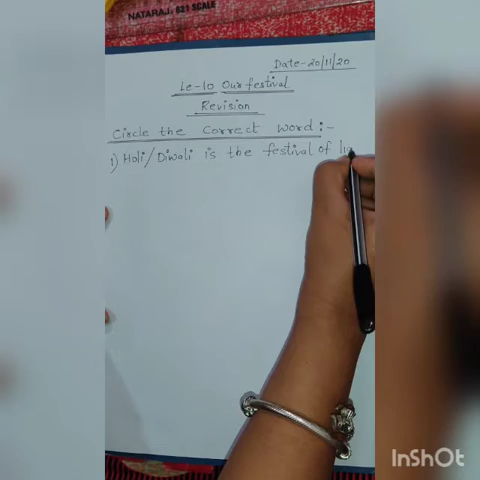 NATARAJ 621 SCALE
Date-20/11/20
Le-10 Our festival
Revision
Circle the Correct word:-
1) Holi/Diwali is the festival of
InShOt